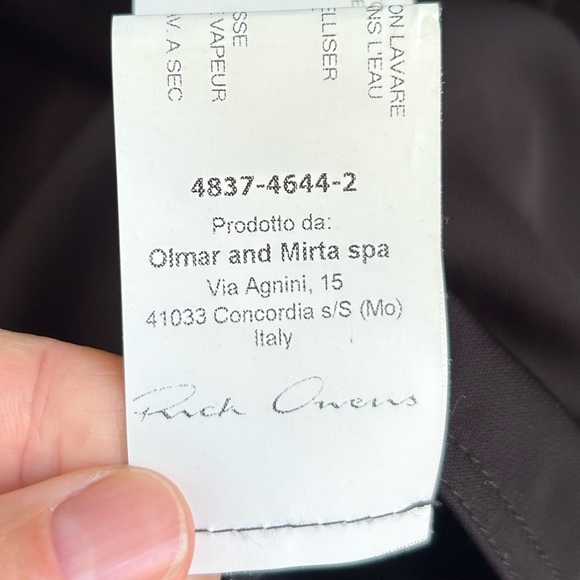 ON LAVARE
NS L'EAU
ELLISER
SSE
VAPEUR
AV. A SEC
4837-4644-2
Prodotto da:
Olmar and Mirta spa
Via Agnini, 15
41033 Concordia s/S (Mo)
Italy
Rick Owens